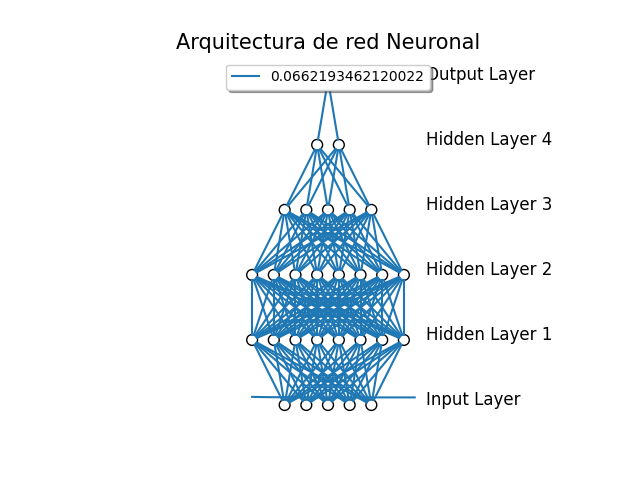 Arquitectura de red Neuronal
0.0662193462120022
Output Layer
Hidden Layer 4
Hidden Layer 3
Hidden Layer 2
Hidden Layer 1
Input Layer